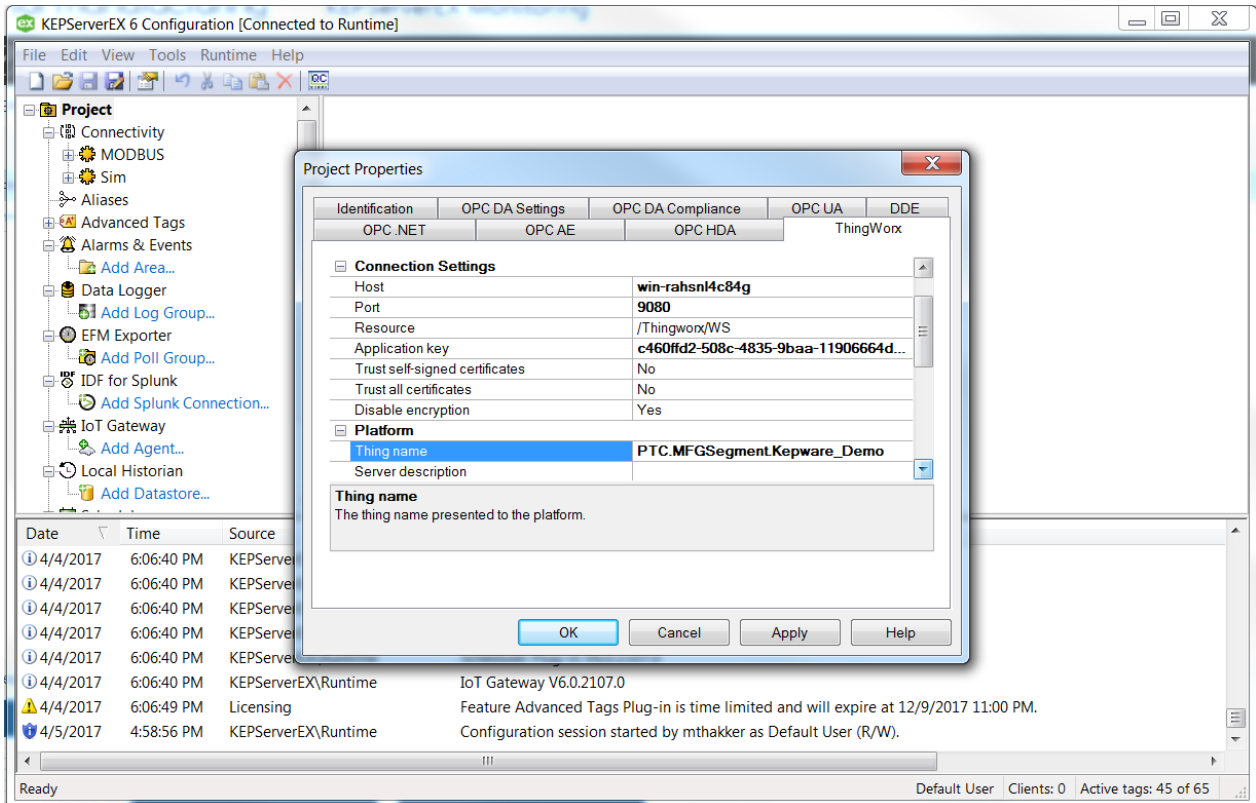 KEPServerEX 6 Configuration [Connected to Runtime]
File Edit View Tools Runtime Help
Project
Connectivity
MODBUS
Sim
Aliases
Advanced Tags
Alarms & Events
Add Area...
Data Logger
Add Log Group...
EFM Exporter
Add Poll Group...
IDF for Splunk
Add Splunk Connection...
IoT Gateway
Add Agent...
Local Historian
Add Datastore...
Project Properties
Identification OPC DA Settings OPC DA Compliance OPC UA DDE
OPC .NET OPC AE OPC HDA ThingWorx
Connection Settings
Host win-rahsnl4c84g
Port 9080
Resource /Thingworx/WS
Application key c460ffd2-508c-4835-9baa-11906664d...
Trust self-signed certificates No
Trust all certificates No
Disable encryption Yes
Platform
Thing name PTC.MFGSegment.Kepware_Demo
Server description
Thing name
The thing name presented to the platform.
OK Cancel Apply Help
Date Time Source
4/4/2017 6:06:40 PM KEPServer
4/4/2017 6:06:40 PM KEPServer
4/4/2017 6:06:40 PM KEPServer
4/4/2017 6:06:40 PM KEPServer
4/4/2017 6:06:40 PM KEPServerEX\Runtime
4/4/2017 6:06:40 PM KEPServerEX\Runtime IoT Gateway V6.0.2107.0
4/4/2017 6:06:49 PM Licensing Feature Advanced Tags Plug-in is time limited and will expire at 12/9/2017 11:00 PM.
4/5/2017 4:58:56 PM KEPServerEX\Runtime Configuration session started by mthakker as Default User (R/W).
Ready Default User Clients: 0 Active tags: 45 of 65